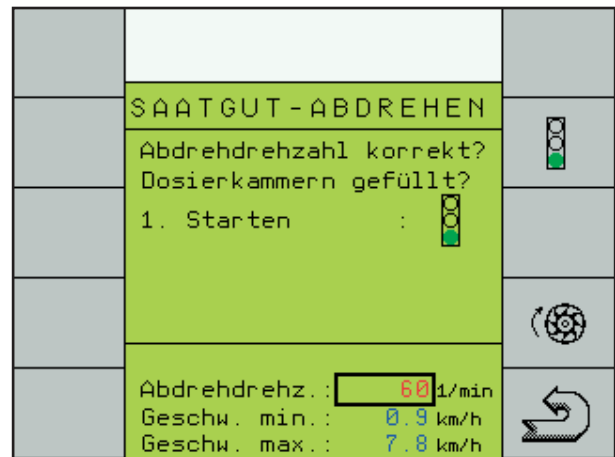 SAATGUT-ABDREHEN
Abdrehdrehzahl korrekt?
Dosierkammern gefüllt?
1. Starten :
Abdrehdrehz.: 60 1/min
Geschw. min.: 0.9 km/h
Geschw. max.: 7.8 km/h